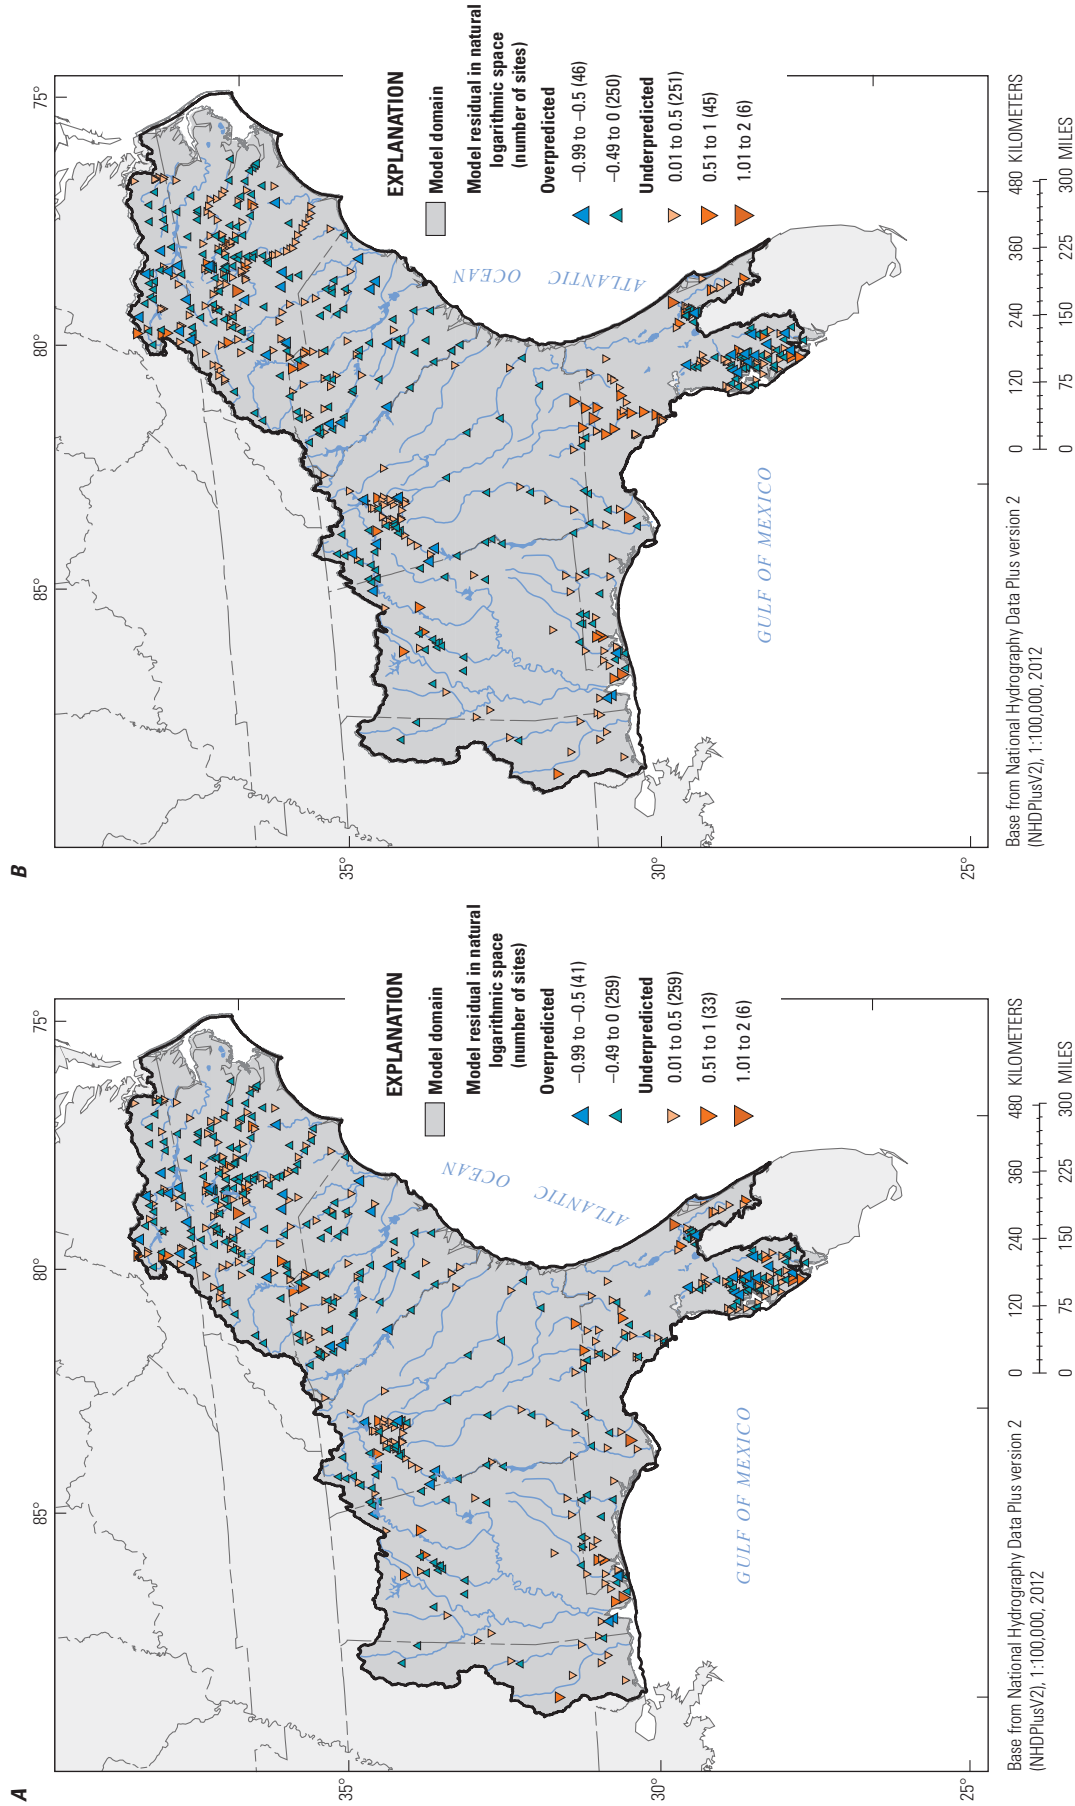 A
85°
80°
75°
35°
30°
25°
ATLANTIC OCEAN
GULF OF MEXICO
EXPLANATION
Model domain
Model residual in natural
logarithmic space
(number of sites)
Overpredicted
−0.99 to −0.5 (41)
−0.49 to 0 (259)
Underpredicted
0.01 to 0.5 (259)
0.51 to 1 (33)
1.01 to 2 (6)
Base from National Hydrography Data Plus version 2
(NHDPlusV2), 1:100,000, 2012
0 120 240 360 480 KILOMETERS
0 75 150 225 300 MILES
B
85°
80°
75°
35°
30°
25°
ATLANTIC OCEAN
GULF OF MEXICO
EXPLANATION
Model domain
Model residual in natural
logarithmic space
(number of sites)
Overpredicted
−0.99 to −0.5 (46)
−0.49 to 0 (250)
Underpredicted
0.01 to 0.5 (251)
0.51 to 1 (45)
1.01 to 2 (6)
Base from National Hydrography Data Plus version 2
(NHDPlusV2), 1:100,000, 2012
0 120 240 360 480 KILOMETERS
0 75 150 225 300 MILES